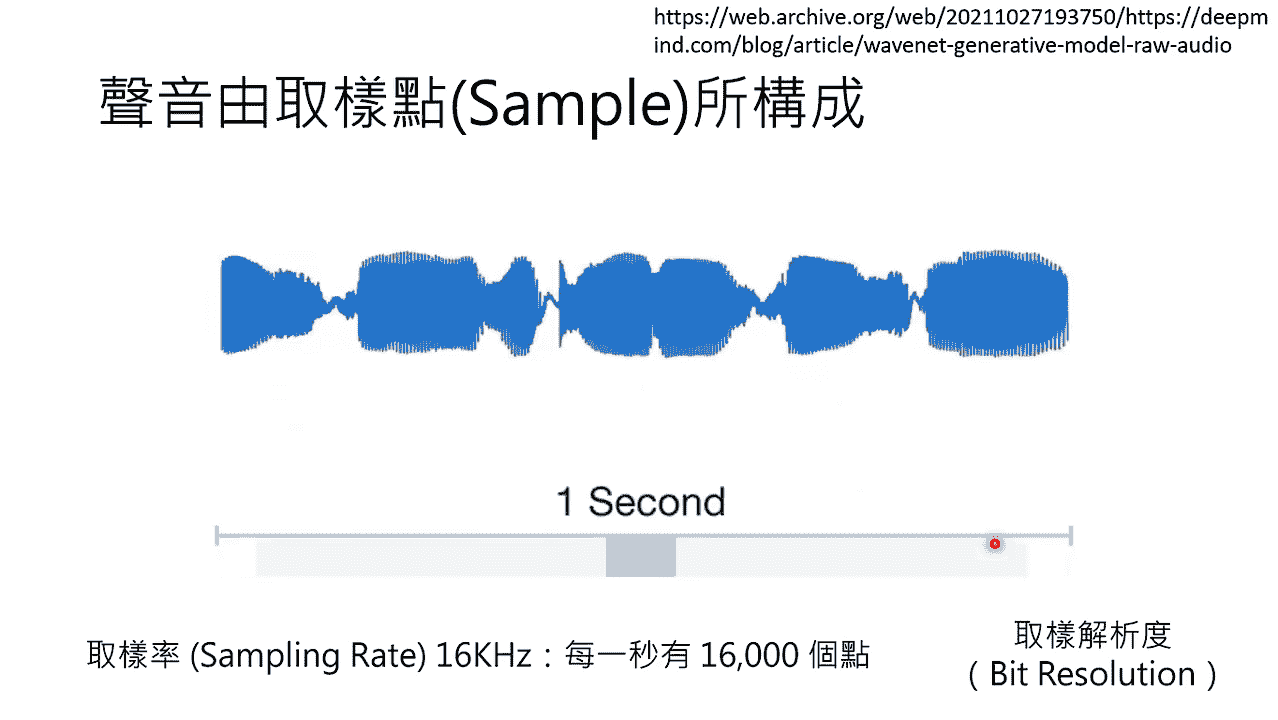 https://web.archive.org/web/20211027193750/https://deepm
ind.com/blog/article/wavenet-generative-model-raw-audio
聲音由取樣點(Sample)所構成
1 Second
取樣率 (Sampling Rate) 16KHz：每一秒有 16,000 個點
取樣解析度
( Bit Resolution )